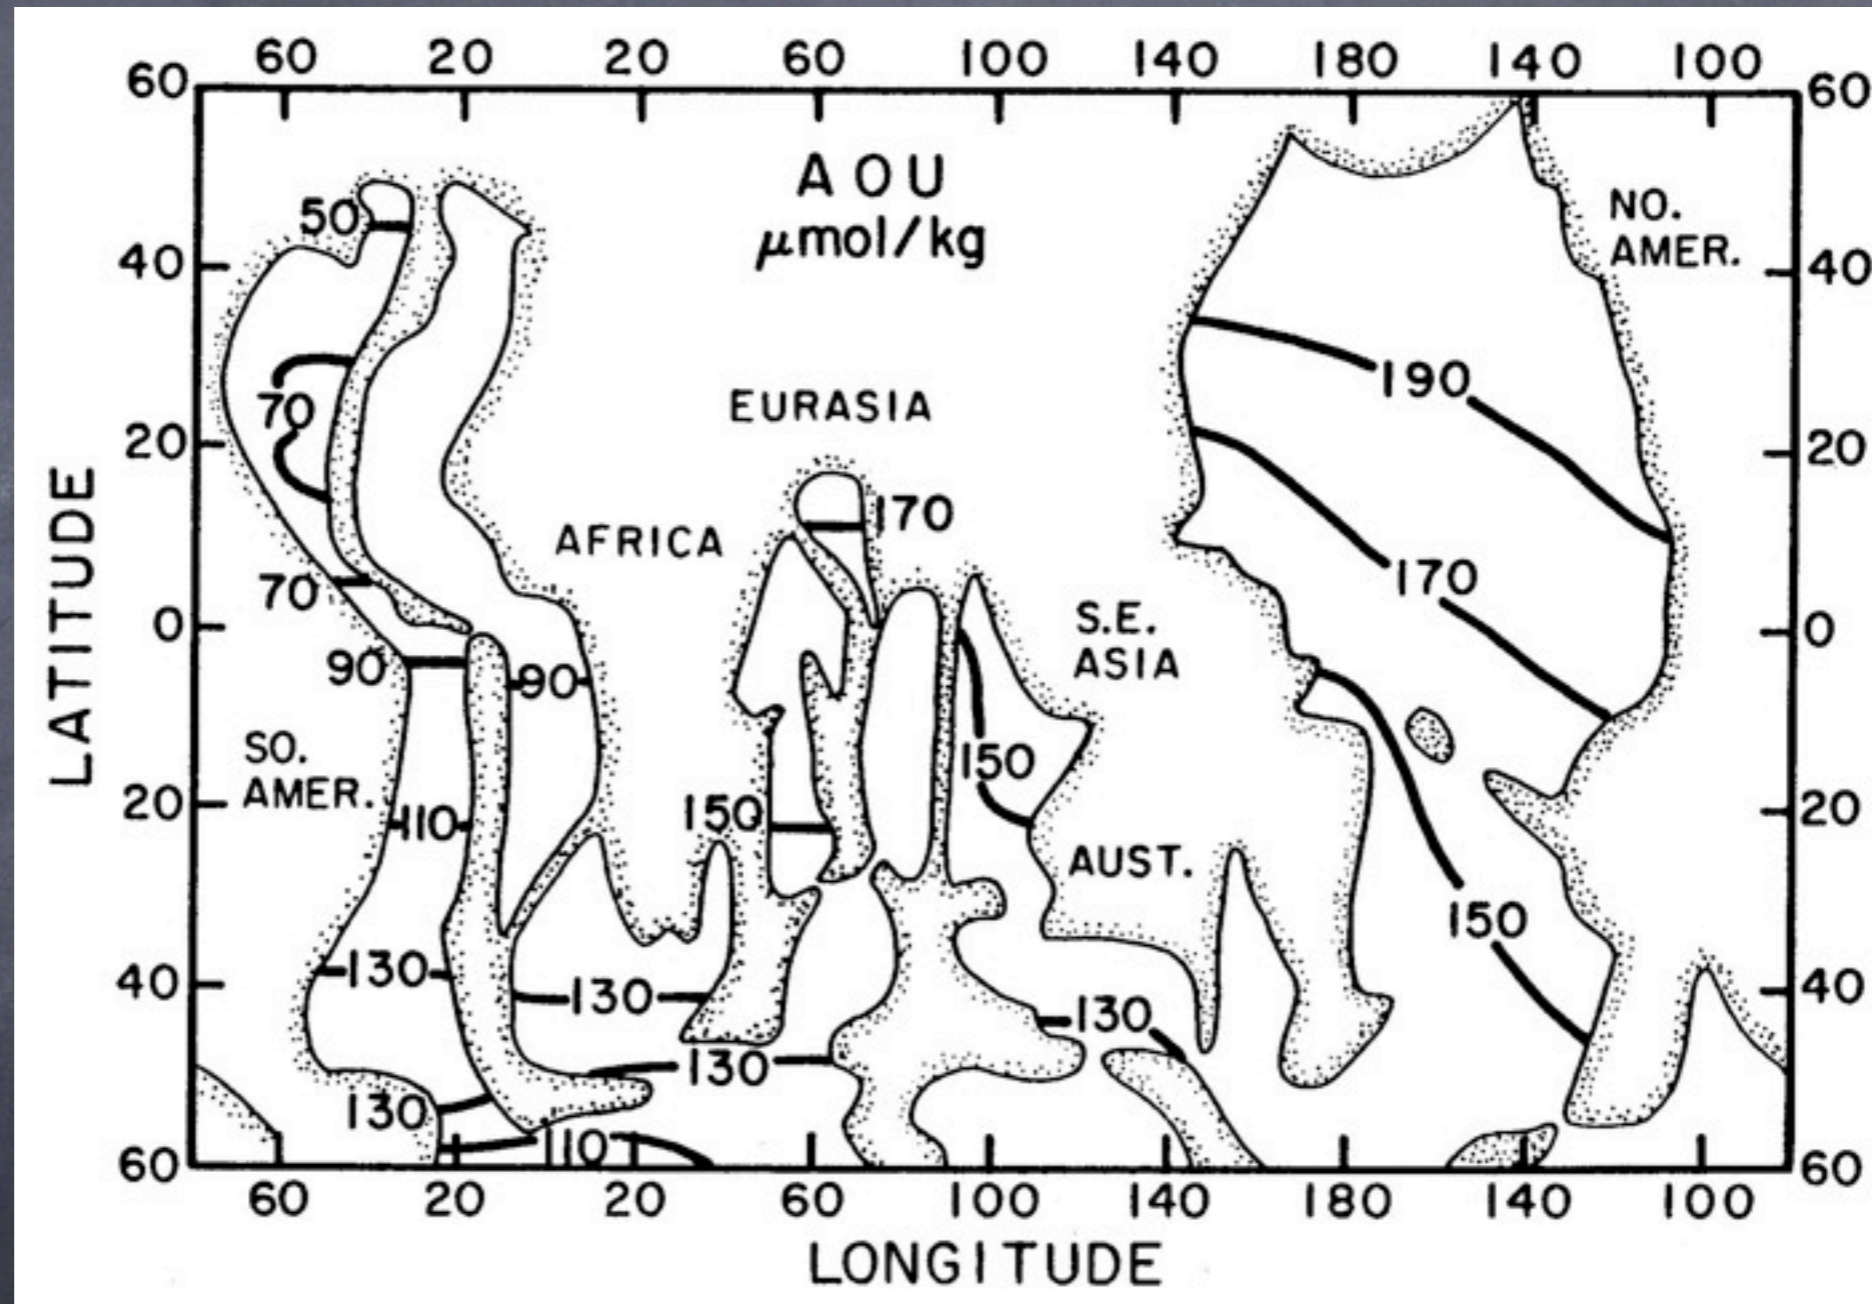 60 20 20 60 100 140 180 140 100
60 60
AOU
μmol/kg
NO.
AMER.
50
40 40
190
70
EURASIA
20 20
170
AFRICA
170
70
S.E.
ASIA
0 0
90 90
LATITUDE
SO.
AMER.
150
20 110 150 20
AUST.
150
130
40 130 130 40
130
130
110
60 60
60 20 20 60 100 140 180 140 100
LONGITUDE